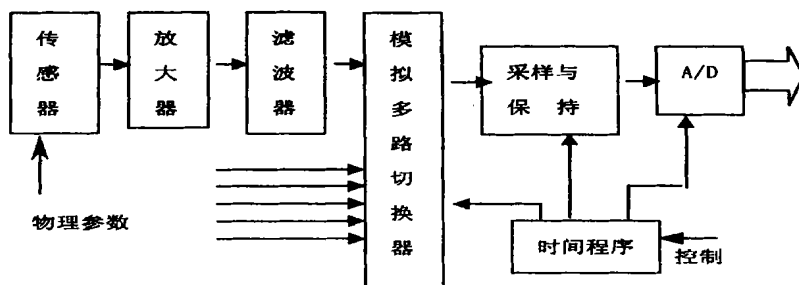 传感器
放大器
滤波器
模拟多路切换器
采样与
保 持
A/D
物理参数
时间程序
控制